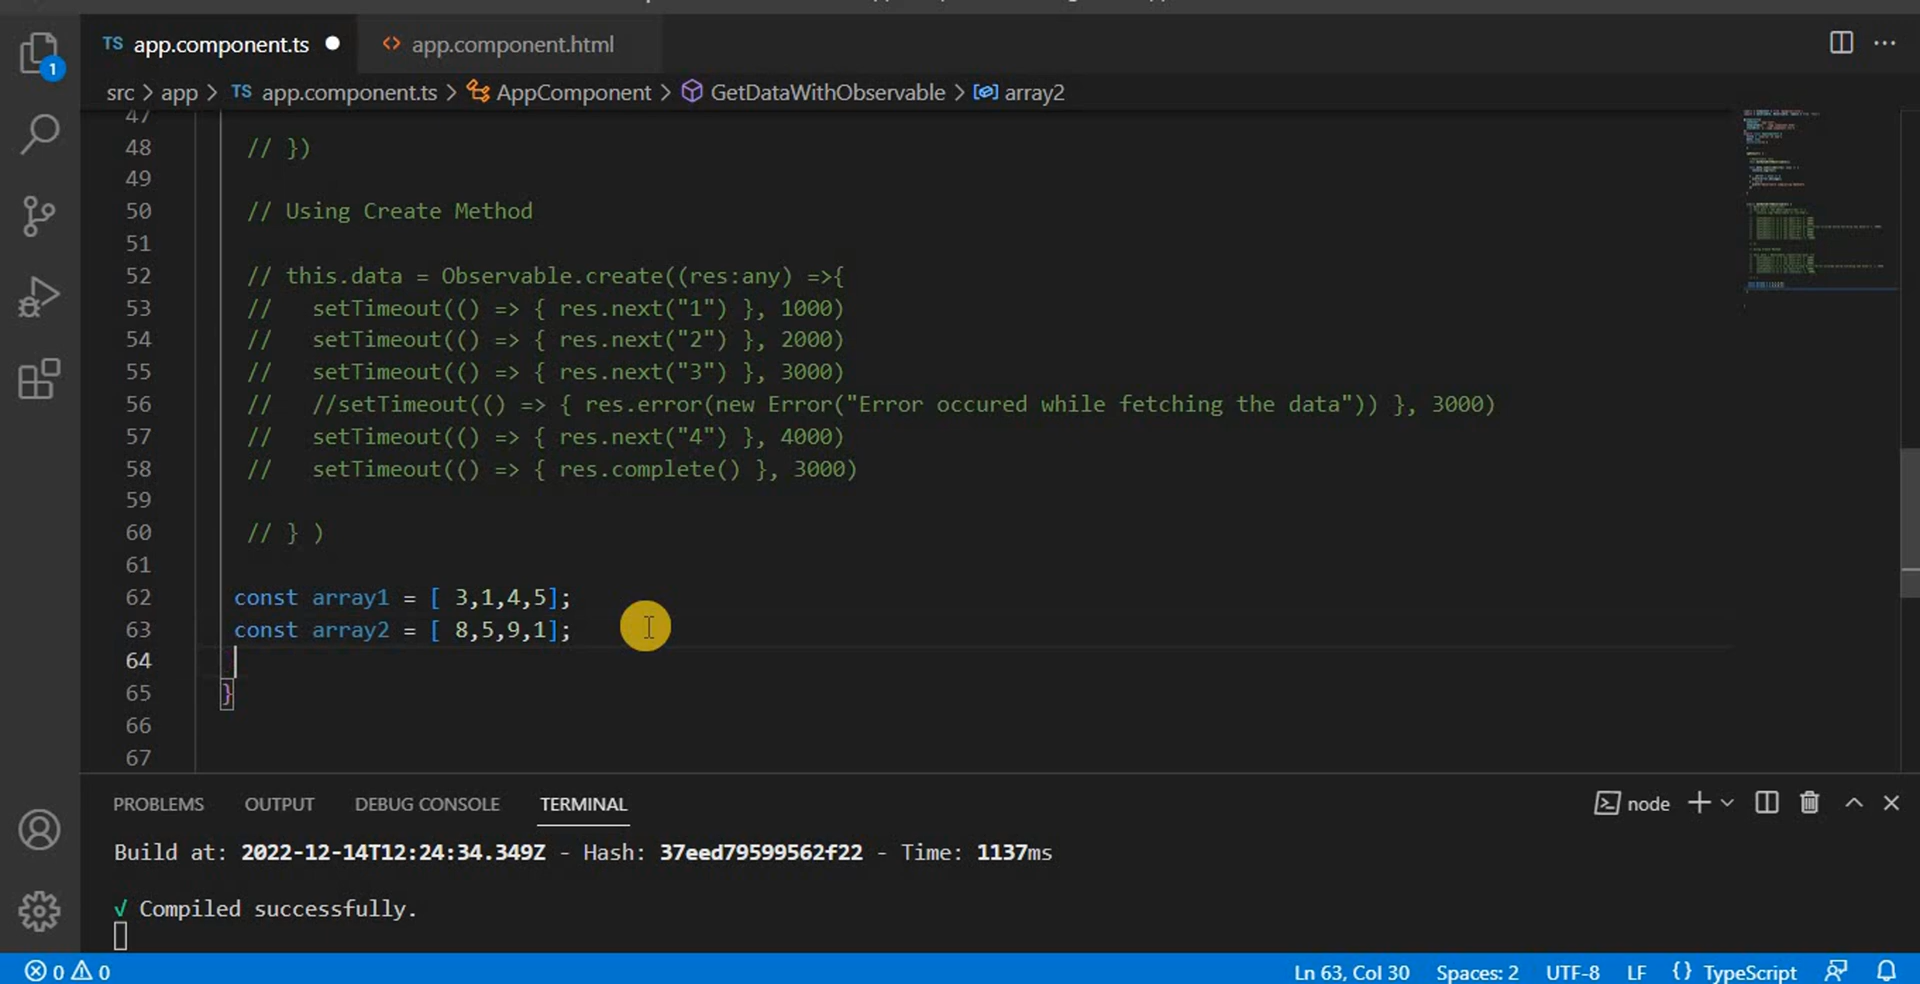 TS app.component.ts
<> app.component.html
1
src > app > TS app.component.ts > AppComponent > GetDataWithObservable > array2
47
48 // })
49
50 // Using Create Method
51
52 // this.data = Observable.create((res:any) =>{
53 //   setTimeout(() => { res.next("1") }, 1000)
54 //   setTimeout(() => { res.next("2") }, 2000)
55 //   setTimeout(() => { res.next("3") }, 3000)
56 //   //setTimeout(() => { res.error(new Error("Error occured while fetching the data")) }, 3000)
57 //   setTimeout(() => { res.next("4") }, 4000)
58 //   setTimeout(() => { res.complete() }, 3000)
59
60 // } )
61
62 const array1 = [ 3,1,4,5];
63 const array2 = [ 8,5,9,1];
64
65 }
66
67
PROBLEMS OUTPUT DEBUG CONSOLE TERMINAL
node
Build at: 2022-12-14T12:24:34.349Z - Hash: 37eed79599562f22 - Time: 1137ms
√ Compiled successfully.
0 0
Ln 63, Col 30 Spaces: 2 UTF-8 LF {} TypeScript